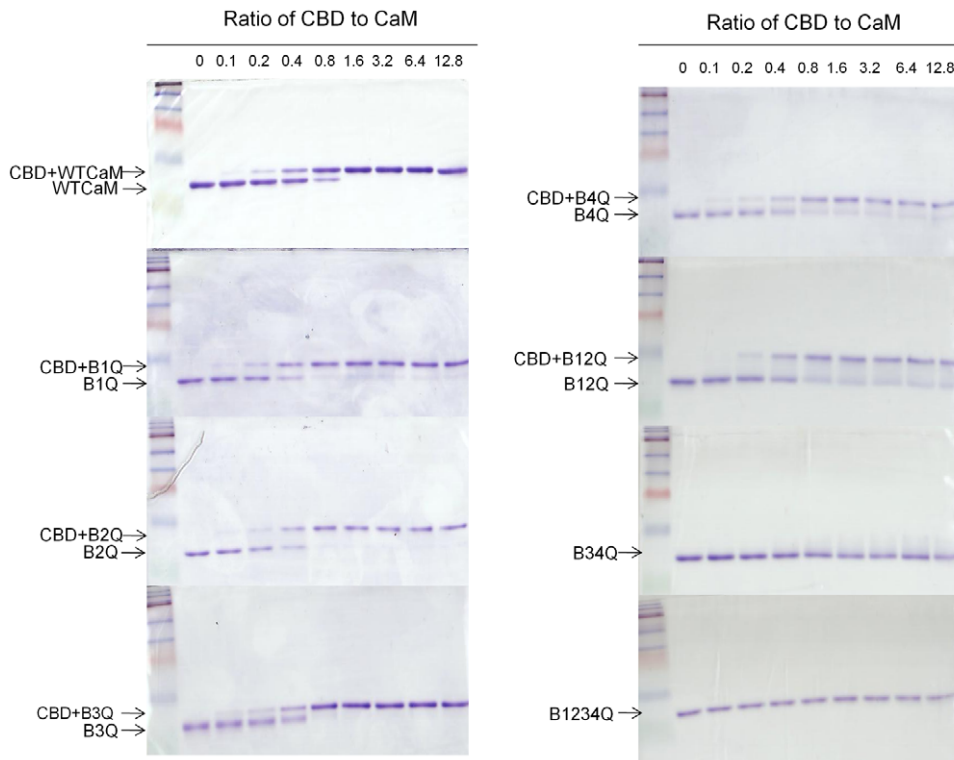 Ratio of CBD to CaM
0 0.1 0.2 0.4 0.8 1.6 3.2 6.4 12.8
CBD+WTCaM
WTCaM
CBD+B1Q
B1Q
CBD+B2Q
B2Q
CBD+B3Q
B3Q
Ratio of CBD to CaM
0 0.1 0.2 0.4 0.8 1.6 3.2 6.4 12.8
CBD+B4Q
B4Q
CBD+B12Q
B12Q
B34Q
B1234Q